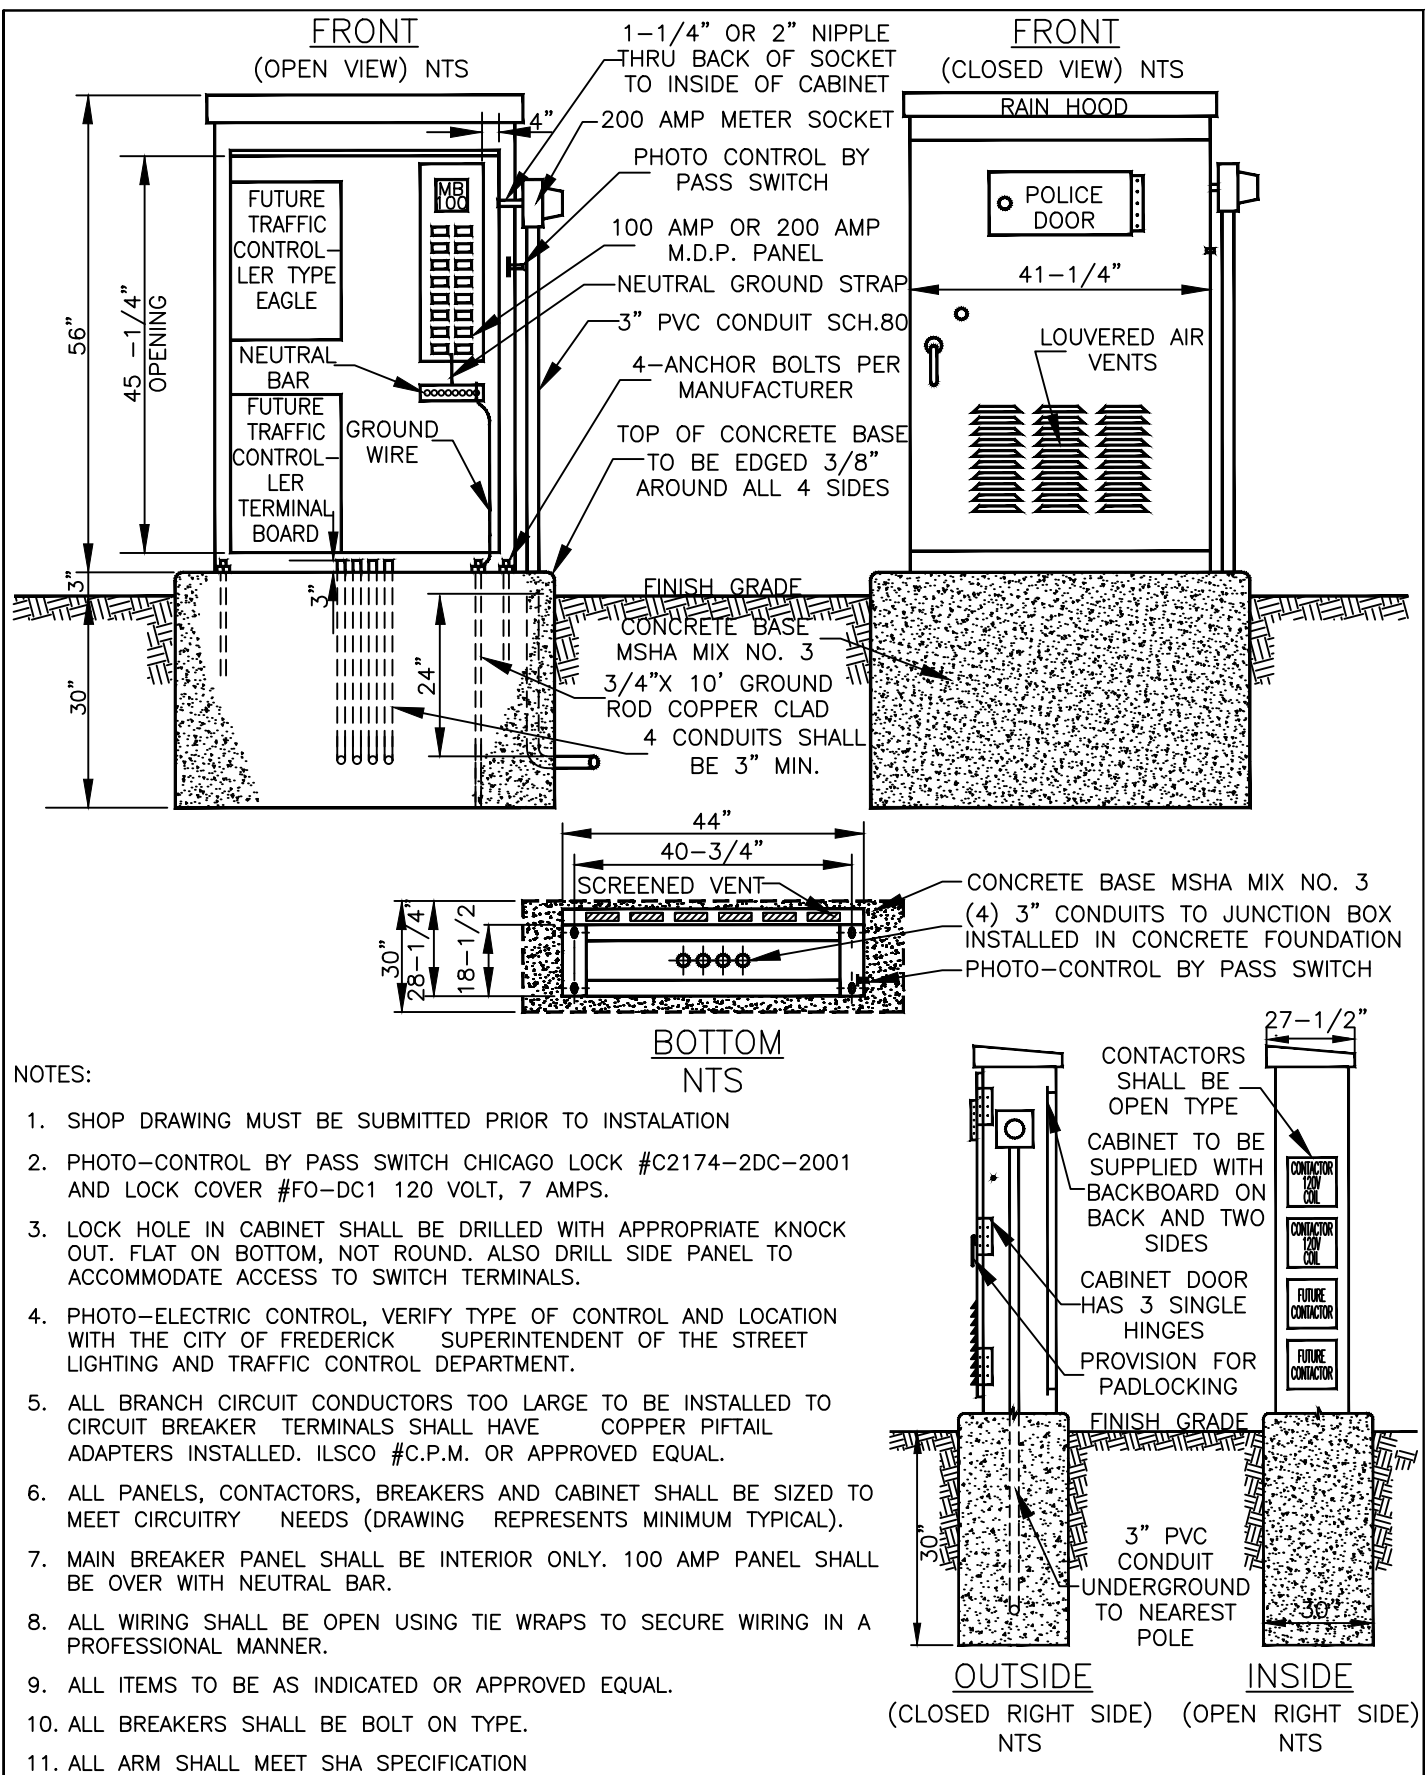 FRONT
(OPEN VIEW) NTS
1-1/4" OR 2" NIPPLE
THRU BACK OF SOCKET
TO INSIDE OF CABINET
200 AMP METER SOCKET
PHOTO CONTROL BY
PASS SWITCH
100 AMP OR 200 AMP
M.D.P. PANEL
NEUTRAL GROUND STRAP
3" PVC CONDUIT SCH.80
4-ANCHOR BOLTS PER
MANUFACTURER
TOP OF CONCRETE BASE
TO BE EDGED 3/8"
AROUND ALL 4 SIDES
4"
MB
100
FUTURE
TRAFFIC
CONTROL-
LER TYPE
EAGLE
NEUTRAL
BAR
FUTURE
TRAFFIC
CONTROL-
LER
TERMINAL
BOARD
GROUND
WIRE
56"
45 -1/4"
OPENING
3"
3"
30"
24"
FINISH GRADE
CONCRETE BASE
MSHA MIX NO. 3
3/4"X 10' GROUND
ROD COPPER CLAD
4 CONDUITS SHALL
BE 3" MIN.
FRONT
(CLOSED VIEW) NTS
RAIN HOOD
POLICE
DOOR
41-1/4"
LOUVERED AIR
VENTS
44"
40-3/4"
SCREENED VENT
30"
28-1/4"
18-1/2
CONCRETE BASE MSHA MIX NO. 3
(4) 3" CONDUITS TO JUNCTION BOX
INSTALLED IN CONCRETE FOUNDATION
PHOTO-CONTROL BY PASS SWITCH
BOTTOM
NTS
NOTES:
1. SHOP DRAWING MUST BE SUBMITTED PRIOR TO INSTALATION
2. PHOTO-CONTROL BY PASS SWITCH CHICAGO LOCK #C2174-2DC-2001
AND LOCK COVER #FO-DC1 120 VOLT, 7 AMPS.
3. LOCK HOLE IN CABINET SHALL BE DRILLED WITH APPROPRIATE KNOCK
OUT. FLAT ON BOTTOM, NOT ROUND. ALSO DRILL SIDE PANEL TO
ACCOMMODATE ACCESS TO SWITCH TERMINALS.
4. PHOTO-ELECTRIC CONTROL, VERIFY TYPE OF CONTROL AND LOCATION
WITH THE CITY OF FREDERICK SUPERINTENDENT OF THE STREET
LIGHTING AND TRAFFIC CONTROL DEPARTMENT.
5. ALL BRANCH CIRCUIT CONDUCTORS TOO LARGE TO BE INSTALLED TO
CIRCUIT BREAKER TERMINALS SHALL HAVE COPPER PIFTAIL
ADAPTERS INSTALLED. ILSCO #C.P.M. OR APPROVED EQUAL.
6. ALL PANELS, CONTACTORS, BREAKERS AND CABINET SHALL BE SIZED TO
MEET CIRCUITRY NEEDS (DRAWING REPRESENTS MINIMUM TYPICAL).
7. MAIN BREAKER PANEL SHALL BE INTERIOR ONLY. 100 AMP PANEL SHALL
BE OVER WITH NEUTRAL BAR.
8. ALL WIRING SHALL BE OPEN USING TIE WRAPS TO SECURE WIRING IN A
PROFESSIONAL MANNER.
9. ALL ITEMS TO BE AS INDICATED OR APPROVED EQUAL.
10. ALL BREAKERS SHALL BE BOLT ON TYPE.
11. ALL ARM SHALL MEET SHA SPECIFICATION
27-1/2"
CONTACTORS
SHALL BE
OPEN TYPE
CABINET TO BE
SUPPLIED WITH
BACKBOARD ON
BACK AND TWO
SIDES
CABINET DOOR
HAS 3 SINGLE
HINGES
PROVISION FOR
PADLOCKING
FINISH GRADE
CONTACTOR
120V
COIL
CONTACTOR
120V
COIL
FUTURE
CONTACTOR
FUTURE
CONTACTOR
30"
3" PVC
CONDUIT
UNDERGROUND
TO NEAREST
POLE
30"
OUTSIDE
(CLOSED RIGHT SIDE)
NTS
INSIDE
(OPEN RIGHT SIDE)
NTS